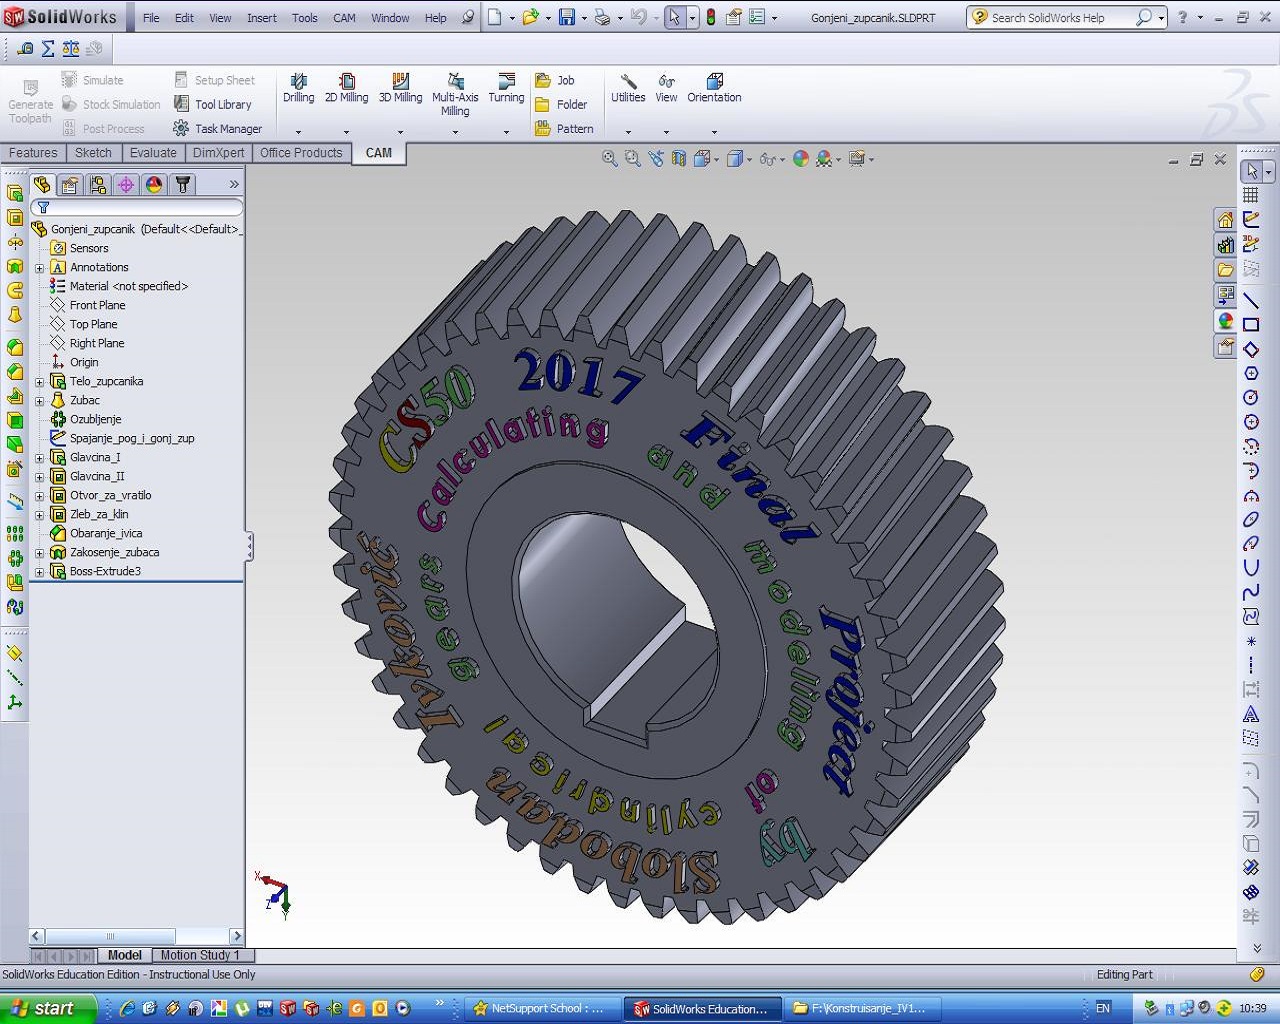 SolidWorks File Edit View Insert Tools CAM Window Help Gonjeni_zupcanik.SLDPRT Search SolidWorks Help
Generate Toolpath
Simulate
Stock Simulation
Post Process
Setup Sheet
Tool Library
Task Manager
Drilling 2D Milling 3D Milling Multi-Axis Milling Turning
Job
Folder
Pattern
Utilities View Orientation
Features Sketch Evaluate DimXpert Office Products CAM
Gonjeni_zupcanik (Default<<Default>_
Sensors
Annotations
Material <not specified>
Front Plane
Top Plane
Right Plane
Origin
Telo_zupcanika
Zubac
Ozubljenje
Spajanje_pog_i_gonj_zup
Glavcina_I
Glavcina_II
Otvor_za_vratilo
Zleb_za_klin
Obaranje_ivica
Zakosenje_zubaca
Boss-Extrude3
CS50 2017 Final Project by Slobodan Ivković
Calculating and modeling of cylindrical gears
X
Z
Y
Model Motion Study 1
SolidWorks Education Edition - Instructional Use Only Editing Part
start NetSupport School : ... SolidWorks Education... F:\Konstruisanje_IV1... EN 10:39